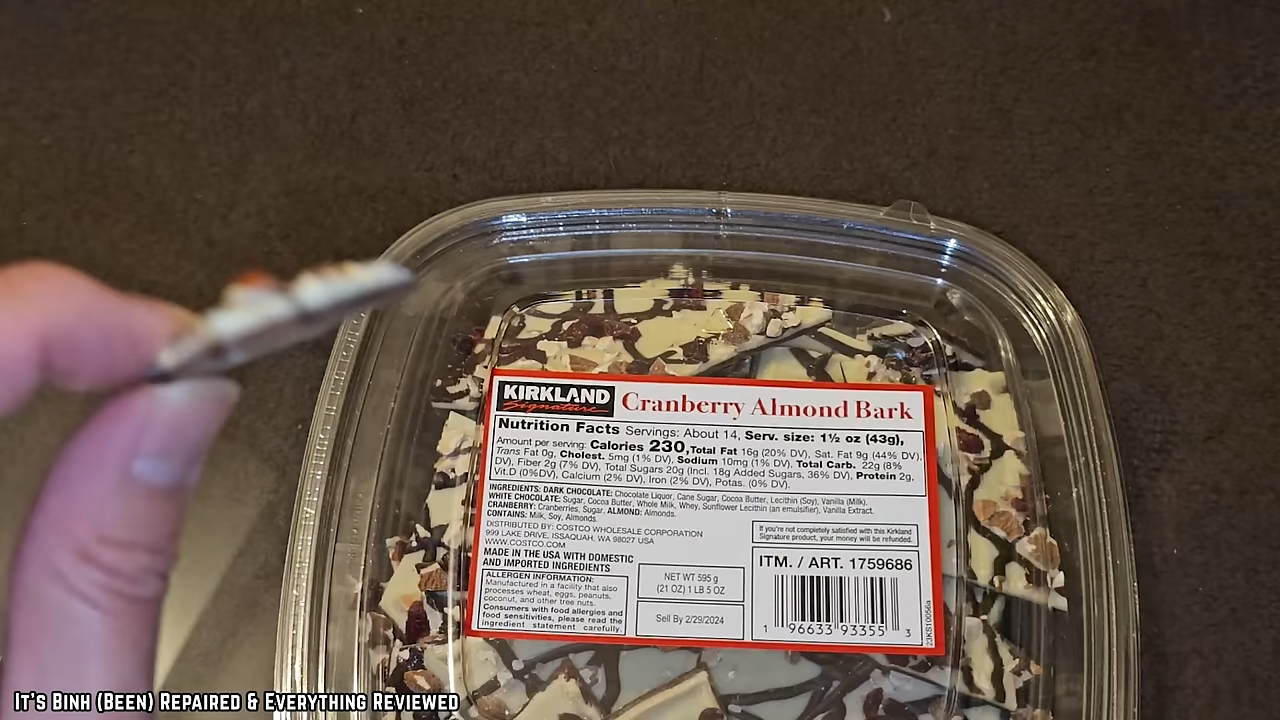 KIRKLAND
Signature
Cranberry Almond Bark
Nutrition Facts Servings: About 14, Serv. size: 1½ oz (43g),
Amount per serving: Calories 230, Total Fat 16g (20% DV), Sat. Fat 9g (44% DV),
Trans Fat 0g, Cholest. 5mg (1% DV), Sodium 10mg (1% DV), Total Carb. 22g (8%
DV), Fiber 2g (7% DV), Total Sugars 20g (Incl. 18g Added Sugars, 36% DV), Protein 2g,
Vit.D (0%DV), Calcium (2% DV), Iron (2% DV), Potas. (0% DV).
INGREDIENTS: DARK CHOCOLATE: Chocolate Liquor, Cane Sugar, Cocoa Butter, Lecithin (Soy), Vanilla (Milk).
WHITE CHOCOLATE: Sugar, Cocoa Butter, Whole Milk, Whey, Sunflower Lecithin (an emulsifier), Vanilla Extract.
CRANBERRY: Cranberries, Sugar. ALMOND: Almonds.
CONTAINS: Milk, Soy, Almonds.
DISTRIBUTED BY: COSTCO WHOLESALE CORPORATION
999 LAKE DRIVE, ISSAQUAH, WA 98027 USA
WWW.COSTCO.COM
MADE IN THE USA WITH DOMESTIC
AND IMPORTED INGREDIENTS
ALLERGEN INFORMATION:
Manufactured in a facility that also
processes wheat, eggs, peanuts,
coconut, and other tree nuts.
Consumers with food allergies and
food sensitivities, please read the
ingredient statement carefully.
NET WT 595 g
(21 OZ) 1 LB 5 OZ
Sell By 2/29/2024
If you're not completely satisfied with this Kirkland
Signature product, your money will be refunded.
ITM. / ART. 1759686
1 96633 93355 3
23KS10056a
It's Binh (Been) Repaired & Everything Reviewed